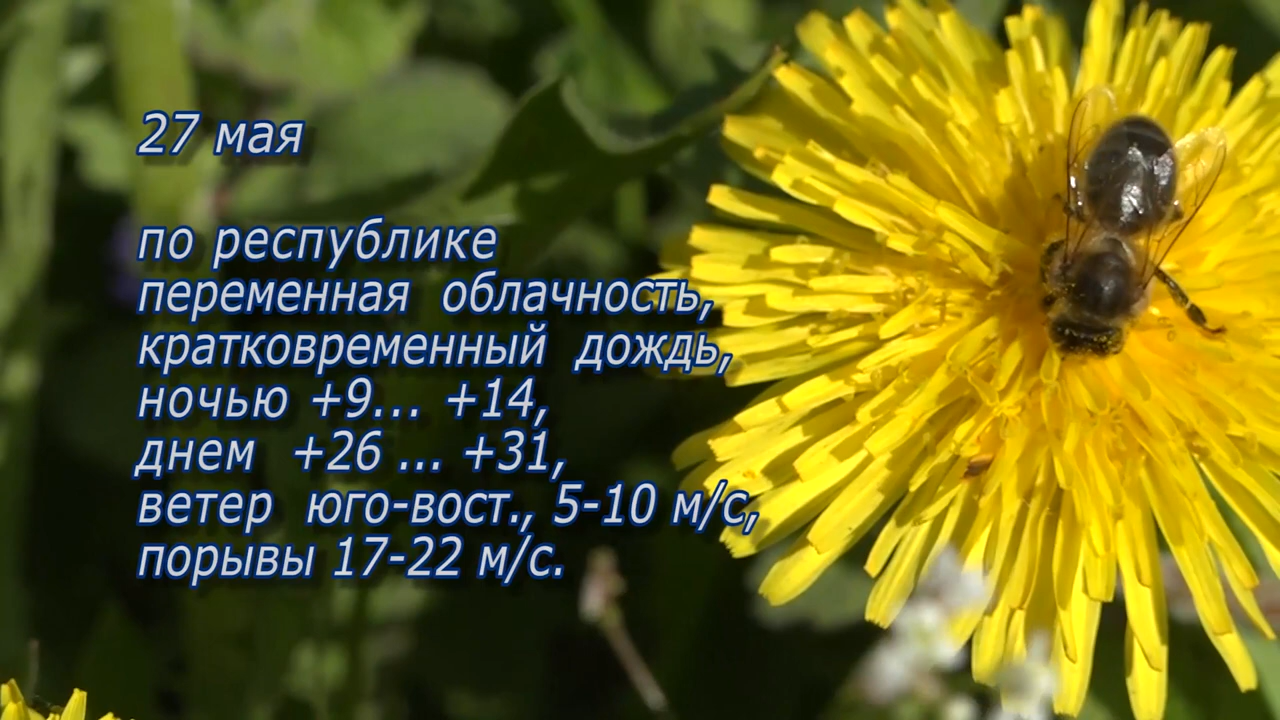 27 мая
по республике
переменная облачность,
кратковременный дождь,
ночью +9... +14,
днем +26 ... +31,
ветер юго-вост., 5-10 м/с,
порывы 17-22 м/с.